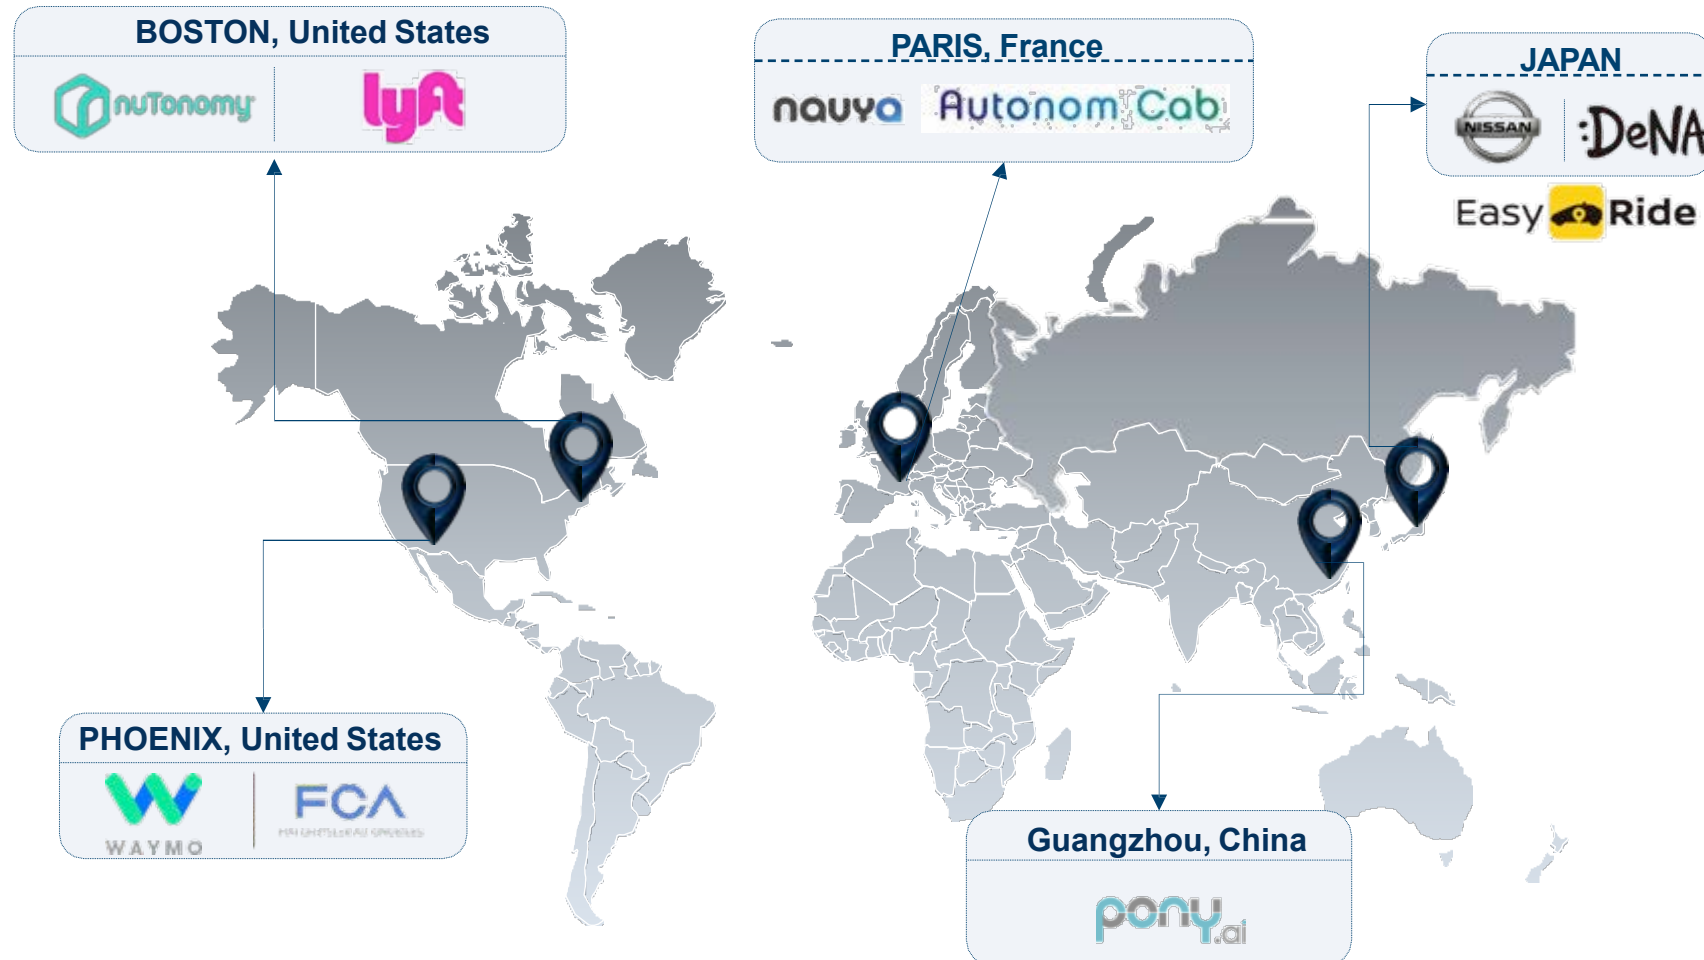 BOSTON, United States
nuTonomy
lyft
PARIS, France
navya Autonom Cab
JAPAN
NISSAN :DeNA
Easy Ride
PHOENIX, United States
WAYMO
FCA
Guangzhou, China
pony.ai